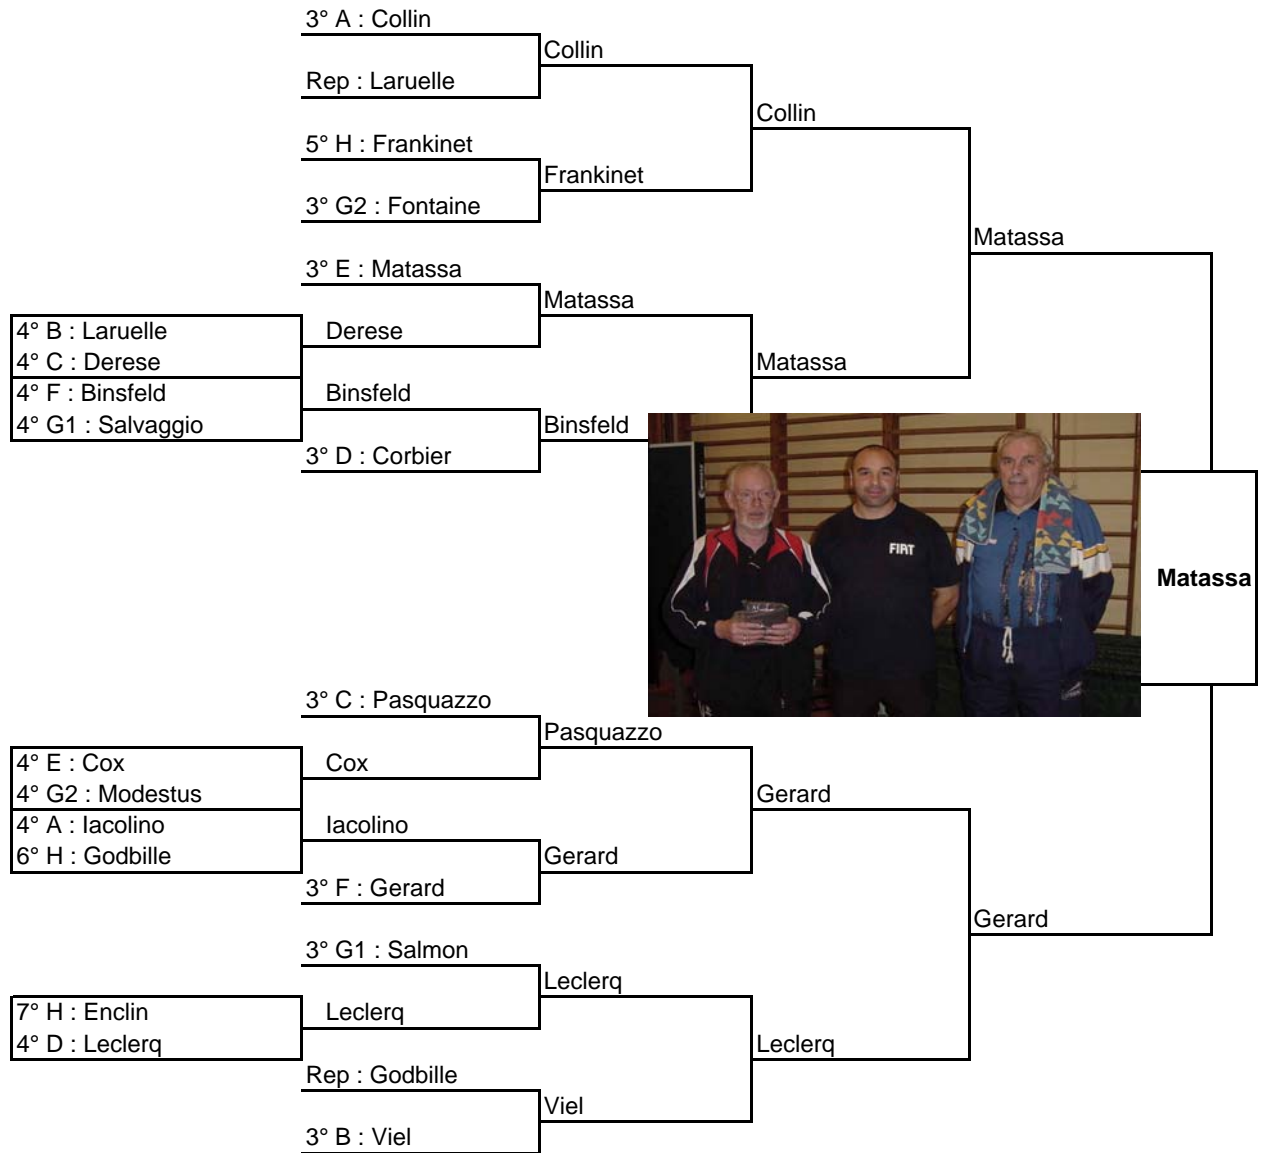 3° A : Collin
Collin
Rep : Laruelle
Collin
5° H : Frankinet
Frankinet
3° G2 : Fontaine
Matassa
3° E : Matassa
Matassa
4° B : Laruelle
Derese
4° C : Derese
Matassa
4° F : Binsfeld
Binsfeld
4° G1 : Salvaggio
Binsfeld
3° D : Corbier
FIAT
Matassa
3° C : Pasquazzo
Pasquazzo
4° E : Cox
Cox
4° G2 : Modestus
Gerard
4° A : Iacolino
Iacolino
6° H : Godbille
Gerard
3° F : Gerard
Gerard
3° G1 : Salmon
Leclerq
7° H : Enclin
Leclerq
4° D : Leclerq
Leclerq
Rep : Godbille
Viel
3° B : Viel